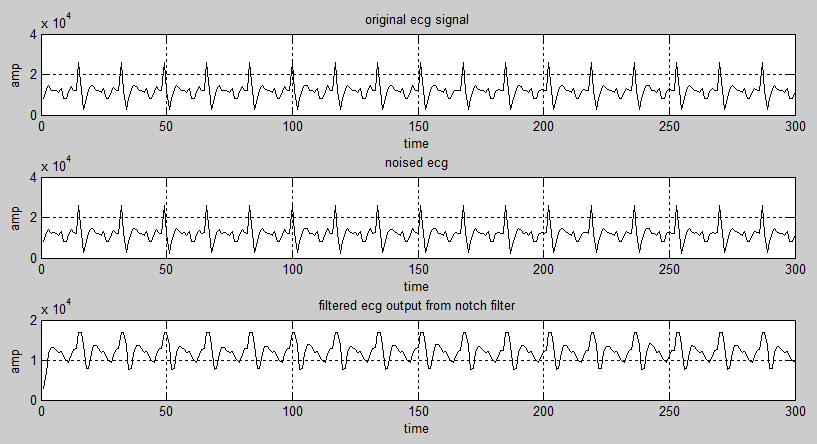 original ecg signal
x 10^4
4
2
0
amp
0 50 100 150 200 250 300
time
noised ecg
x 10^4
4
2
0
amp
0 50 100 150 200 250 300
time
filtered ecg output from notch filter
x 10^4
2
1
0
amp
0 50 100 150 200 250 300
time